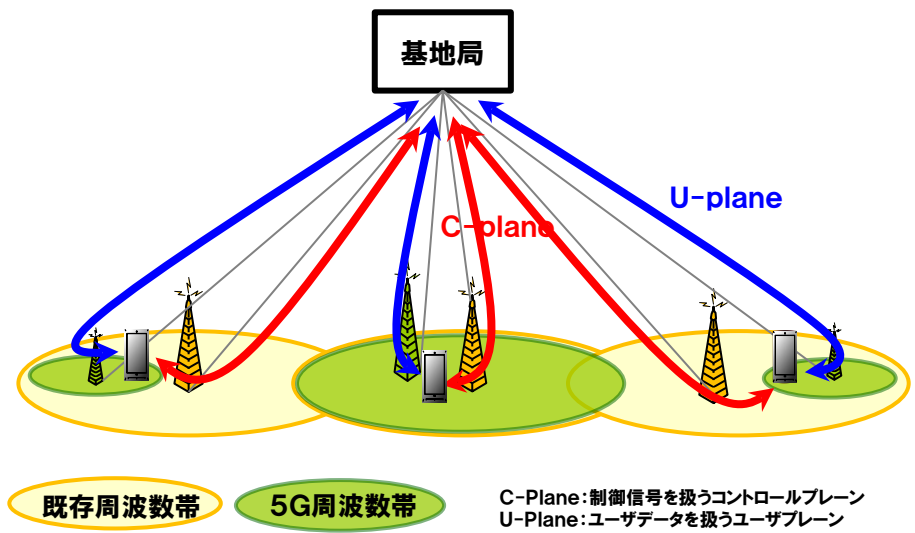 基地局
U-plane
C-plane
既存周波数帯
5G周波数帯
C-Plane:制御信号を扱うコントロールプレーン
U-Plane:ユーザデータを扱うユーザプレーン